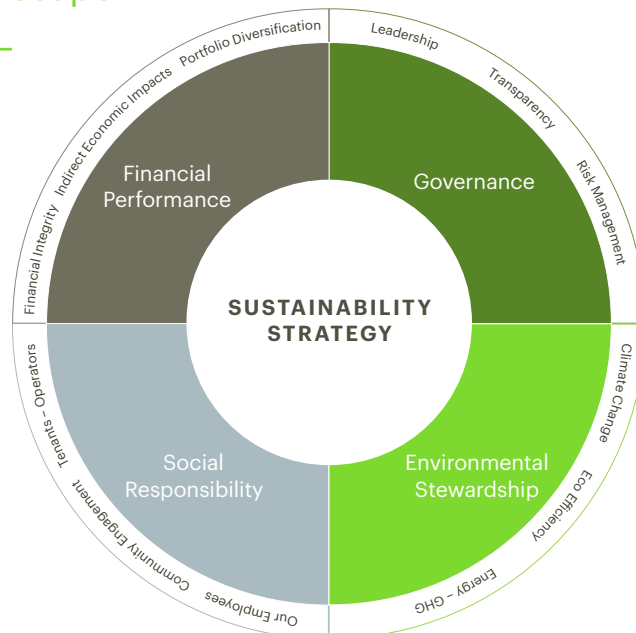 Portfolio Diversification
Indirect Economic Impacts
Financial Integrity
Leadership
Transparency
Risk Management
Financial
Performance
Governance
SUSTAINABILITY
STRATEGY
Social
Responsibility
Environmental
Stewardship
Tenants – Operators
Community Engagement
Our Employees
Climate Change
Eco Efficiency
Energy – GHG